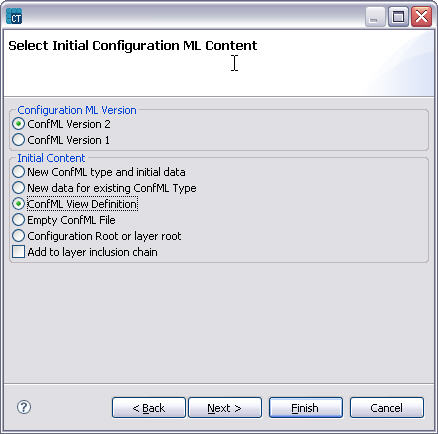 CT
Select Initial Configuration ML Content
Configuration ML Version
ConfML Version 2
ConfML Version 1
Initial Content
New ConfML type and initial data
New data for existing ConfML Type
ConfML View Definition
Empty ConfML File
Configuration Root or layer root
Add to layer inclusion chain
?
< Back
Next >
Finish
Cancel